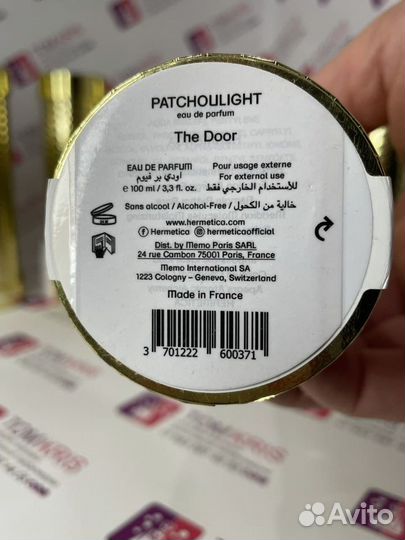 PATCHOULIGHT
eau de parfum
The Door
EAU DE PARFUM
أودي بر فيوم
℮ 100 ml / 3,3 fl. oz.
Pour usage externe
For external use
للأستخدام الخارجي فقط
Sans alcool / Alcohol-Free / خالية من الكحول
www.hermetica.com
Hermetica hermeticaofficial
Dist. by Memo Paris SARL
24 rue Cambon 75001 Paris, France
Memo International SA
1223 Cologny - Geneva, Switzerland
Made in France
3 701222 600371
Avito